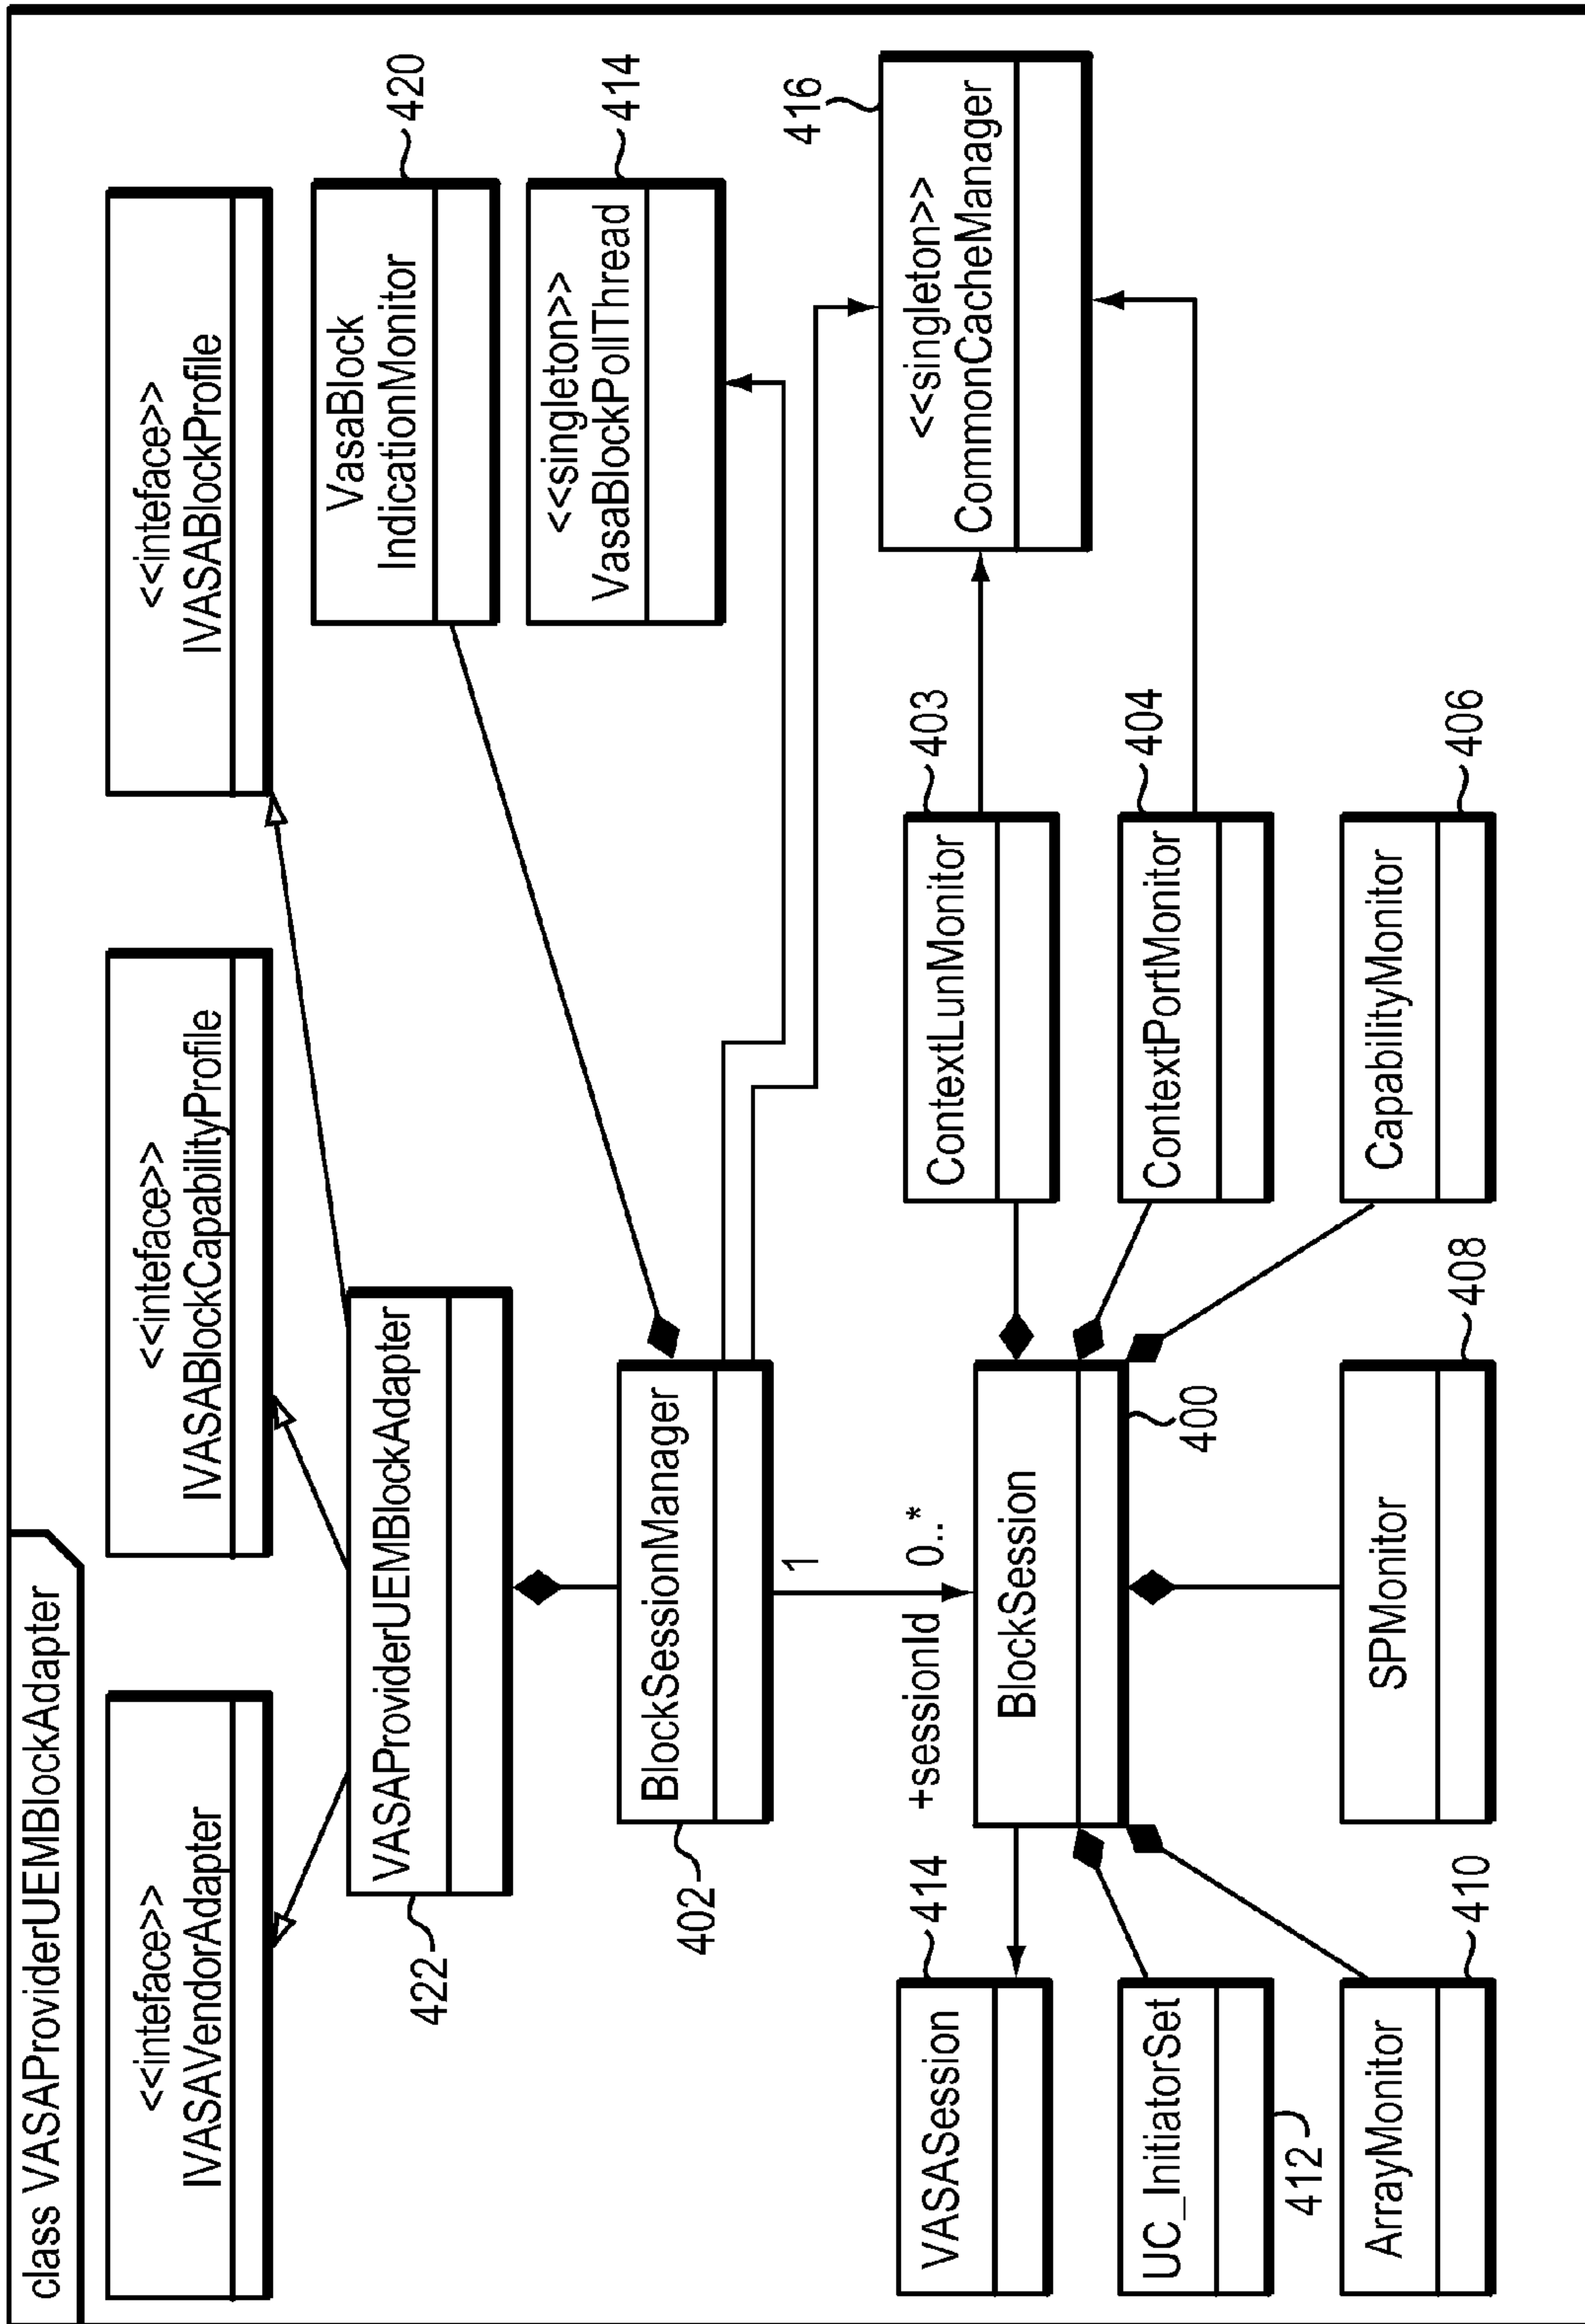 class VASAProviderUEMBlockAdapter
<<inteface>>
IVASAVendorAdapter
<<inteface>>
IVASABlockCapabilityProfile
<<inteface>>
IVASABlockProfile
VASAProviderUEMBlockAdapter
422
VasaBlock
IndicationMonitor
420
<<singleton>>
VasaBlockPollThread
414
BlockSessionManager
402
1
+sessionId
0..*
<<singleton>>
CommonCacheManager
416
VASASession
414
BlockSession
400
ContextLunMonitor
403
UC_InitiatorSet
412
ContextPortMonitor
404
ArrayMonitor
410
SPMonitor
408
CapabilityMonitor
406